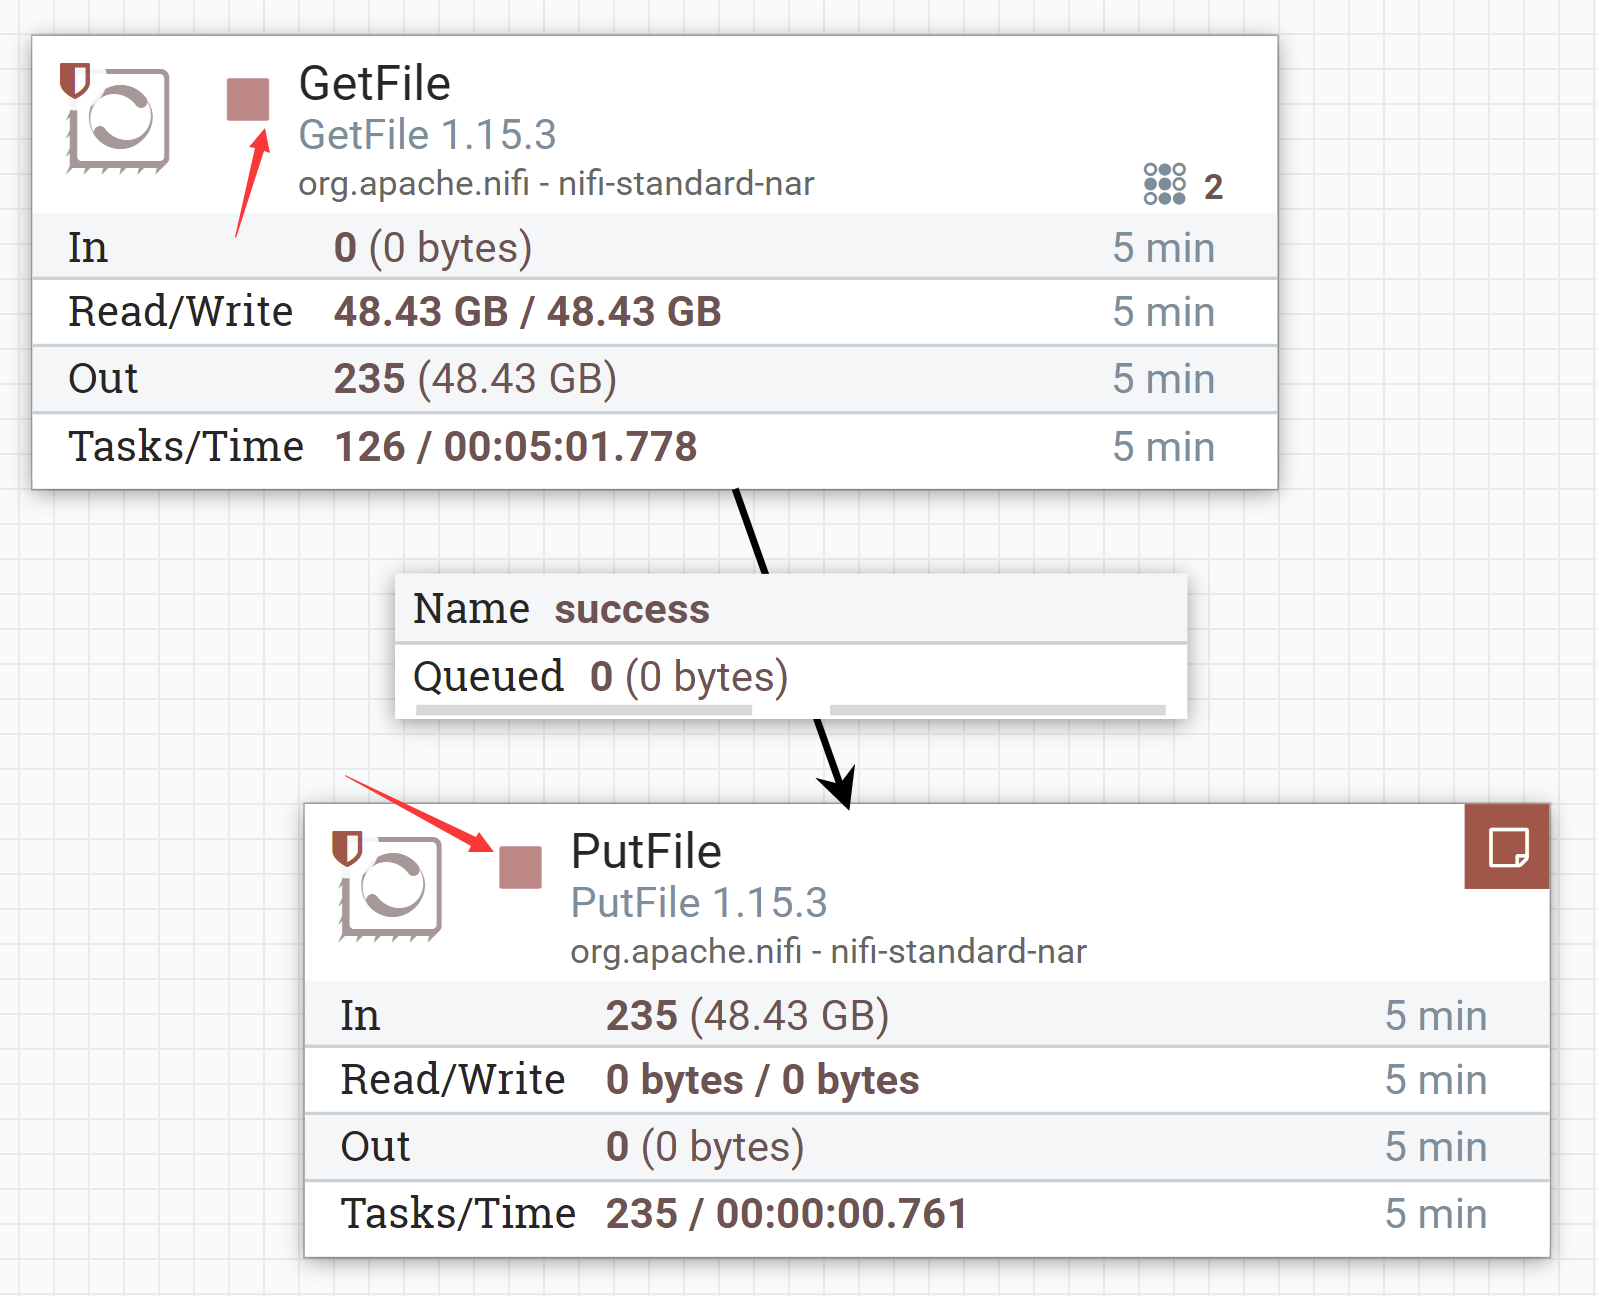 GetFile
GetFile 1.15.3
org.apache.nifi - nifi-standard-nar
2
In 0 (0 bytes) 5 min
Read/Write 48.43 GB / 48.43 GB 5 min
Out 235 (48.43 GB) 5 min
Tasks/Time 126 / 00:05:01.778 5 min
Name success
Queued 0 (0 bytes)
PutFile
PutFile 1.15.3
org.apache.nifi - nifi-standard-nar
In 235 (48.43 GB) 5 min
Read/Write 0 bytes / 0 bytes 5 min
Out 0 (0 bytes) 5 min
Tasks/Time 235 / 00:00:00.761 5 min